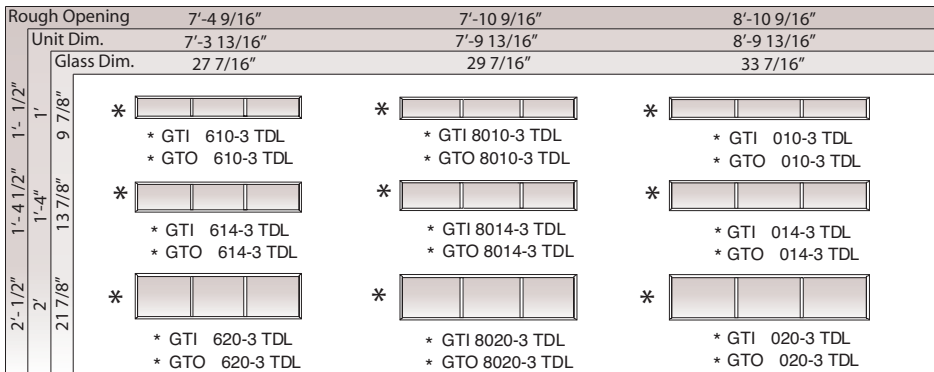 Rough Opening 7'-4 9/16" 7'-10 9/16" 8'-10 9/16"
Unit Dim. 7'-3 13/16" 7'-9 13/16" 8'-9 13/16"
Glass Dim. 27 7/16" 29 7/16" 33 7/16"
1'- 1/2" 1' 9 7/8" * * *
* GTI 610-3 TDL * GTI 8010-3 TDL * GTI 010-3 TDL
* GTO 610-3 TDL * GTO 8010-3 TDL * GTO 010-3 TDL
1'- 4 1/2" 1'-4" 13 7/8" * * *
* GTI 614-3 TDL * GTI 8014-3 TDL * GTI 014-3 TDL
* GTO 614-3 TDL * GTO 8014-3 TDL * GTO 014-3 TDL
2'- 1/2" 2' 21 7/8" * * *
* GTI 620-3 TDL * GTI 8020-3 TDL * GTI 020-3 TDL
* GTO 620-3 TDL * GTO 8020-3 TDL * GTO 020-3 TDL